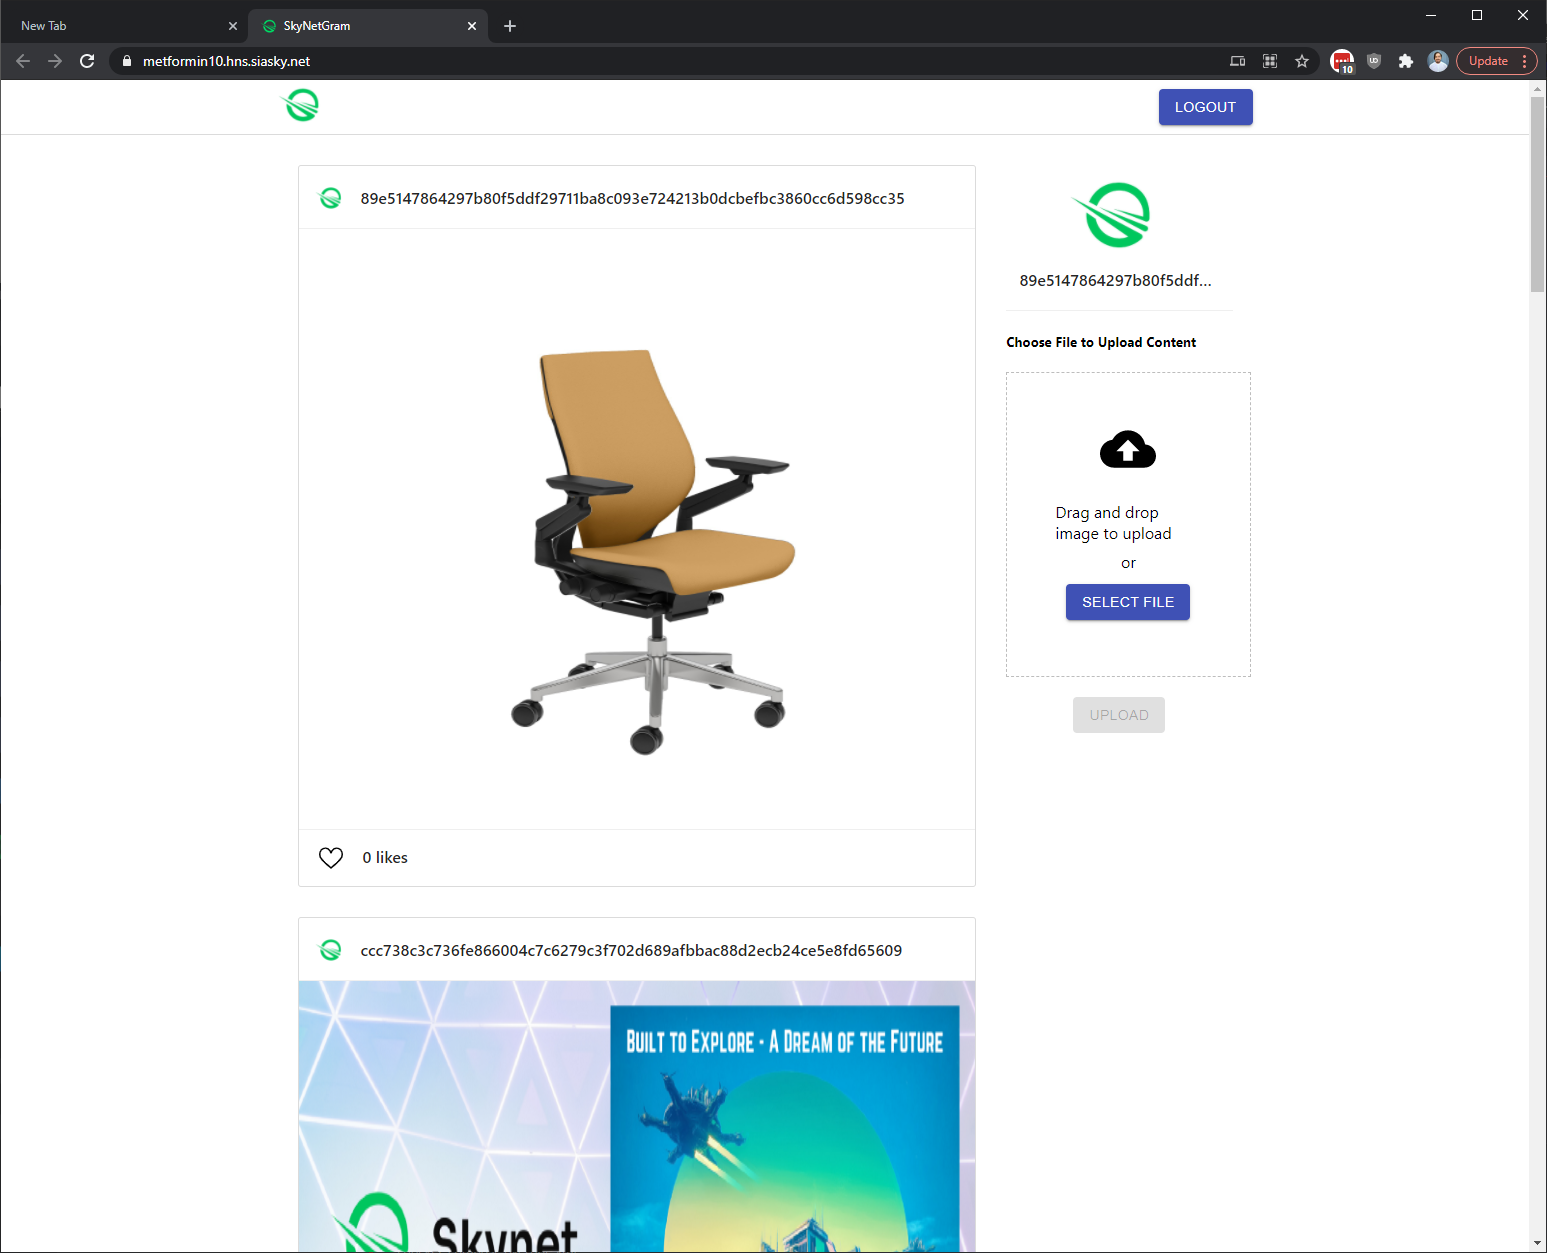 New Tab
SkyNetGram
metformin10.hns.siasky.net
10
Update
LOGOUT
89e5147864297b80f5ddf29711ba8c093e724213b0dcbefbc3860cc6d598cc35
89e5147864297b80f5ddf...
Choose File to Upload Content
Drag and drop
image to upload
or
SELECT FILE
UPLOAD
0 likes
ccc738c3c736fe866004c7c6279c3f702d689afbbac88d2ecb24ce5e8fd65609
BUILT TO EXPLORE - A DREAM OF THE FUTURE
Skynet